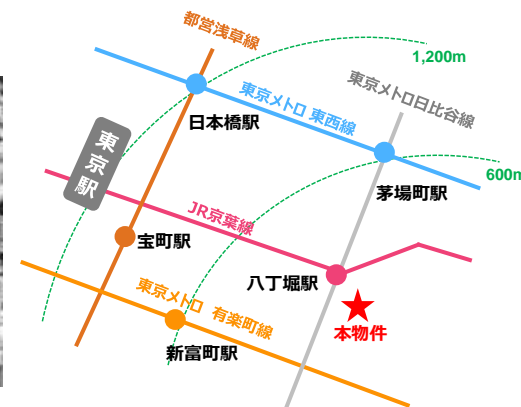 都営浅草線
1,200m
東京メトロ 東西線
東京メトロ日比谷線
日本橋駅
東京駅
600m
茅場町駅
JR京葉線
宝町駅
八丁堀駅
東京メトロ 有楽町線
本物件
新富町駅